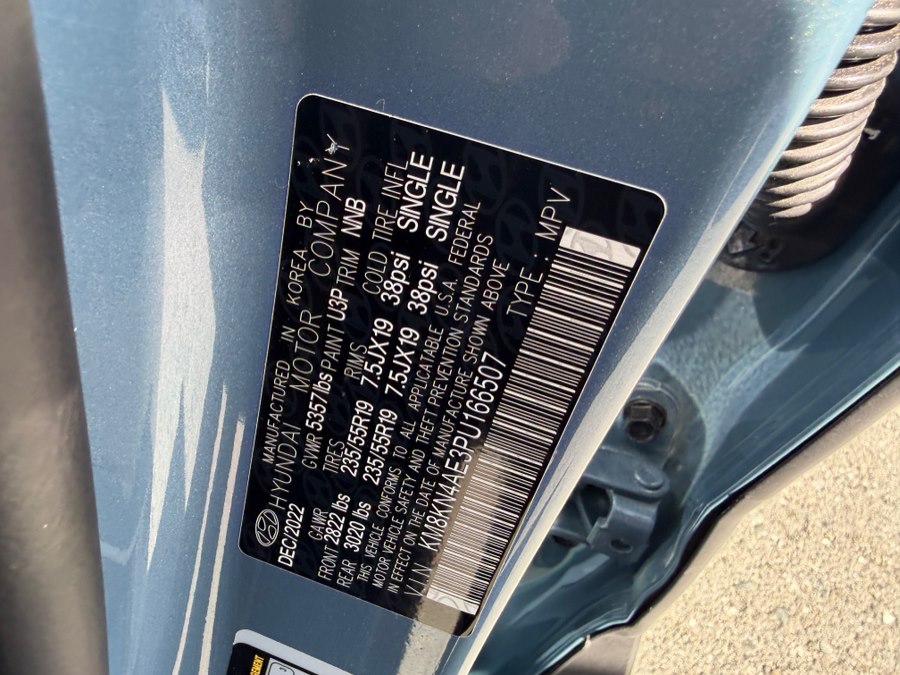 MANUFACTURED IN KOREA BY
HYUNDAI MOTOR COMPANY
DEC/2022 GVWR 5357 lbs PAINT U3P TRIM NNB
GAWR TIRES RIMS COLD TIRE INFL
FRONT 2822 lbs 235/55R19 7.5JX19 38psi SINGLE
REAR 3020 lbs 235/55R19 7.5JX19 38psi SINGLE
THIS VEHICLE CONFORMS TO ALL APPLICABLE U.S.A. FEDERAL
MOTOR VEHICLE SAFETY AND THEFT PREVENTION STANDARDS
IN EFFECT ON THE DATE OF MANUFACTURE SHOWN ABOVE
V.I.N. KM8KN4AE3PU166507 TYPE : MPV